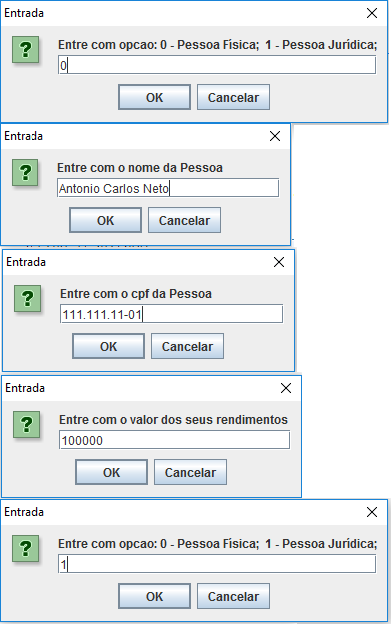 Entrada
Entre com opcao: 0 - Pessoa Física;  1 - Pessoa Jurídica;
0
OK Cancelar
Entrada
Entre com o nome da Pessoa
Antonio Carlos Neto
OK Cancelar
Entrada
Entre com o cpf da Pessoa
111.111.11-01
OK Cancelar
Entrada
Entre com o valor dos seus rendimentos
100000
OK Cancelar
Entrada
Entre com opcao: 0 - Pessoa Física;  1 - Pessoa Jurídica;
1
OK Cancelar